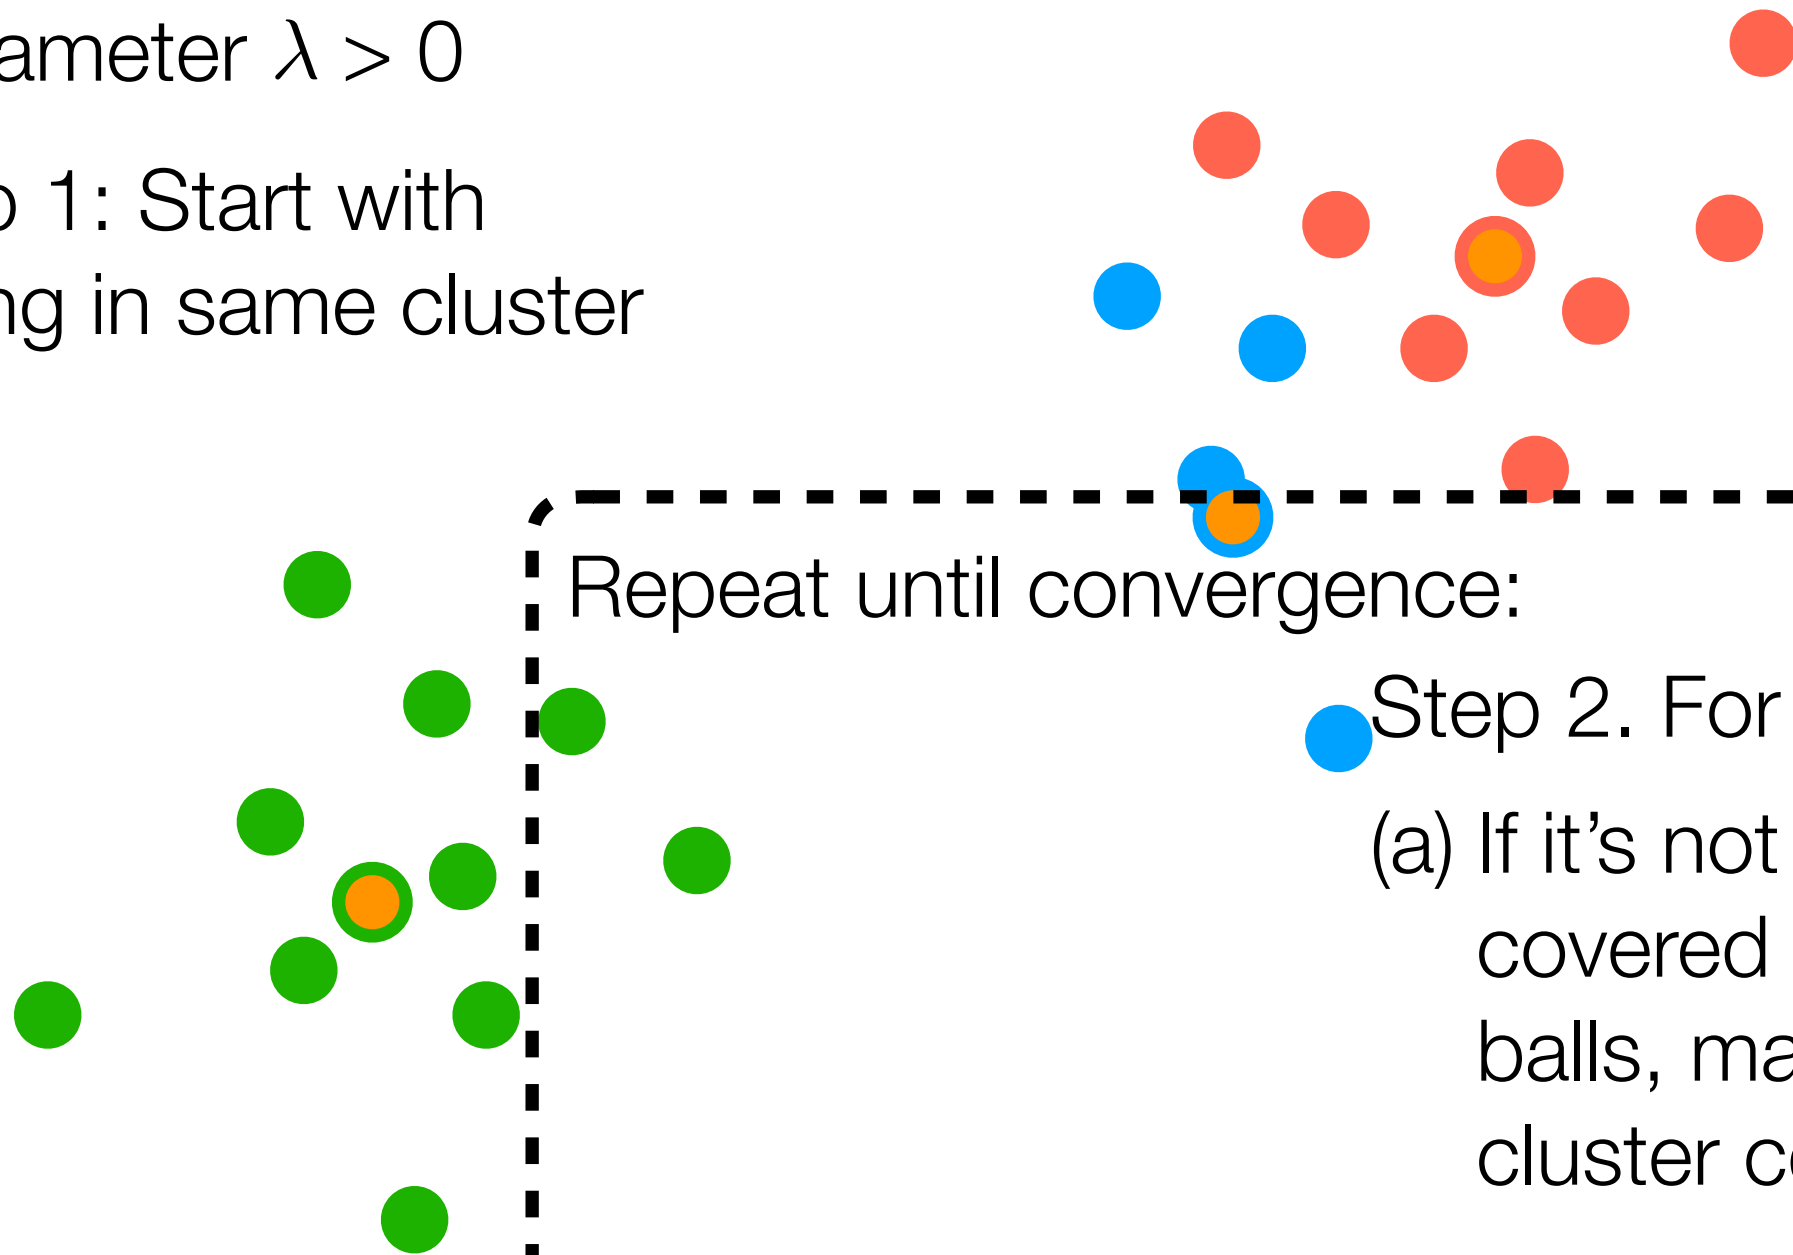 ameter λ > 0
p 1: Start with
ng in same cluster
Repeat until convergence:
Step 2. For
(a) If it’s not
covered
balls, ma
cluster c